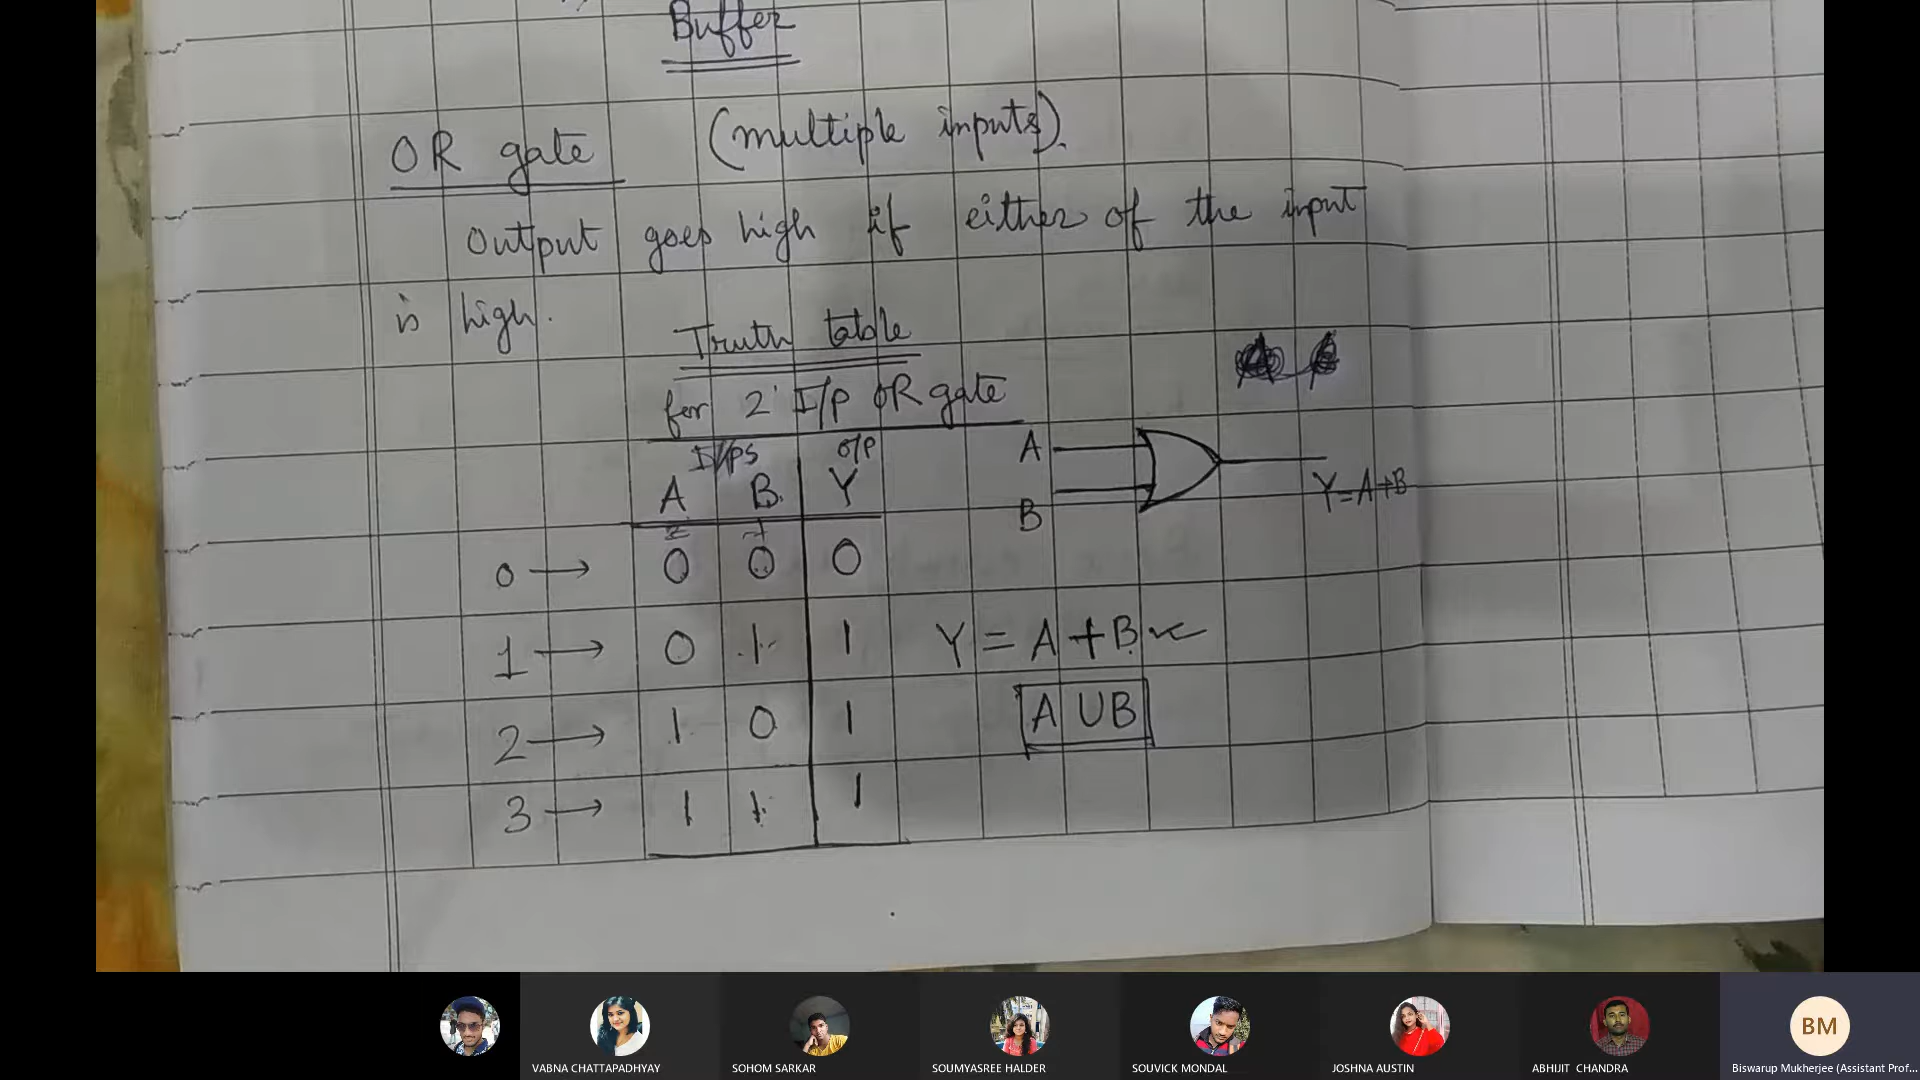 Buffer
OR gate (multiple inputs).
Output goes high if either of the input
is high.
Truth table
for 2 I/P OR gate
I/Ps O/P
A B Y
0 → 0 0 0
1 → 0 1 1
2 → 1 0 1
3 → 1 1 1
A
B
Y=A+B
Y = A+B
A U B
VABNA CHATTAPADHYAY
SOHOM SARKAR
SOUMYASREE HALDER
SOUVICK MONDAL
JOSHNA AUSTIN
ABHIJIT CHANDRA
BM
Biswarup Mukherjee (Assistant Prof...